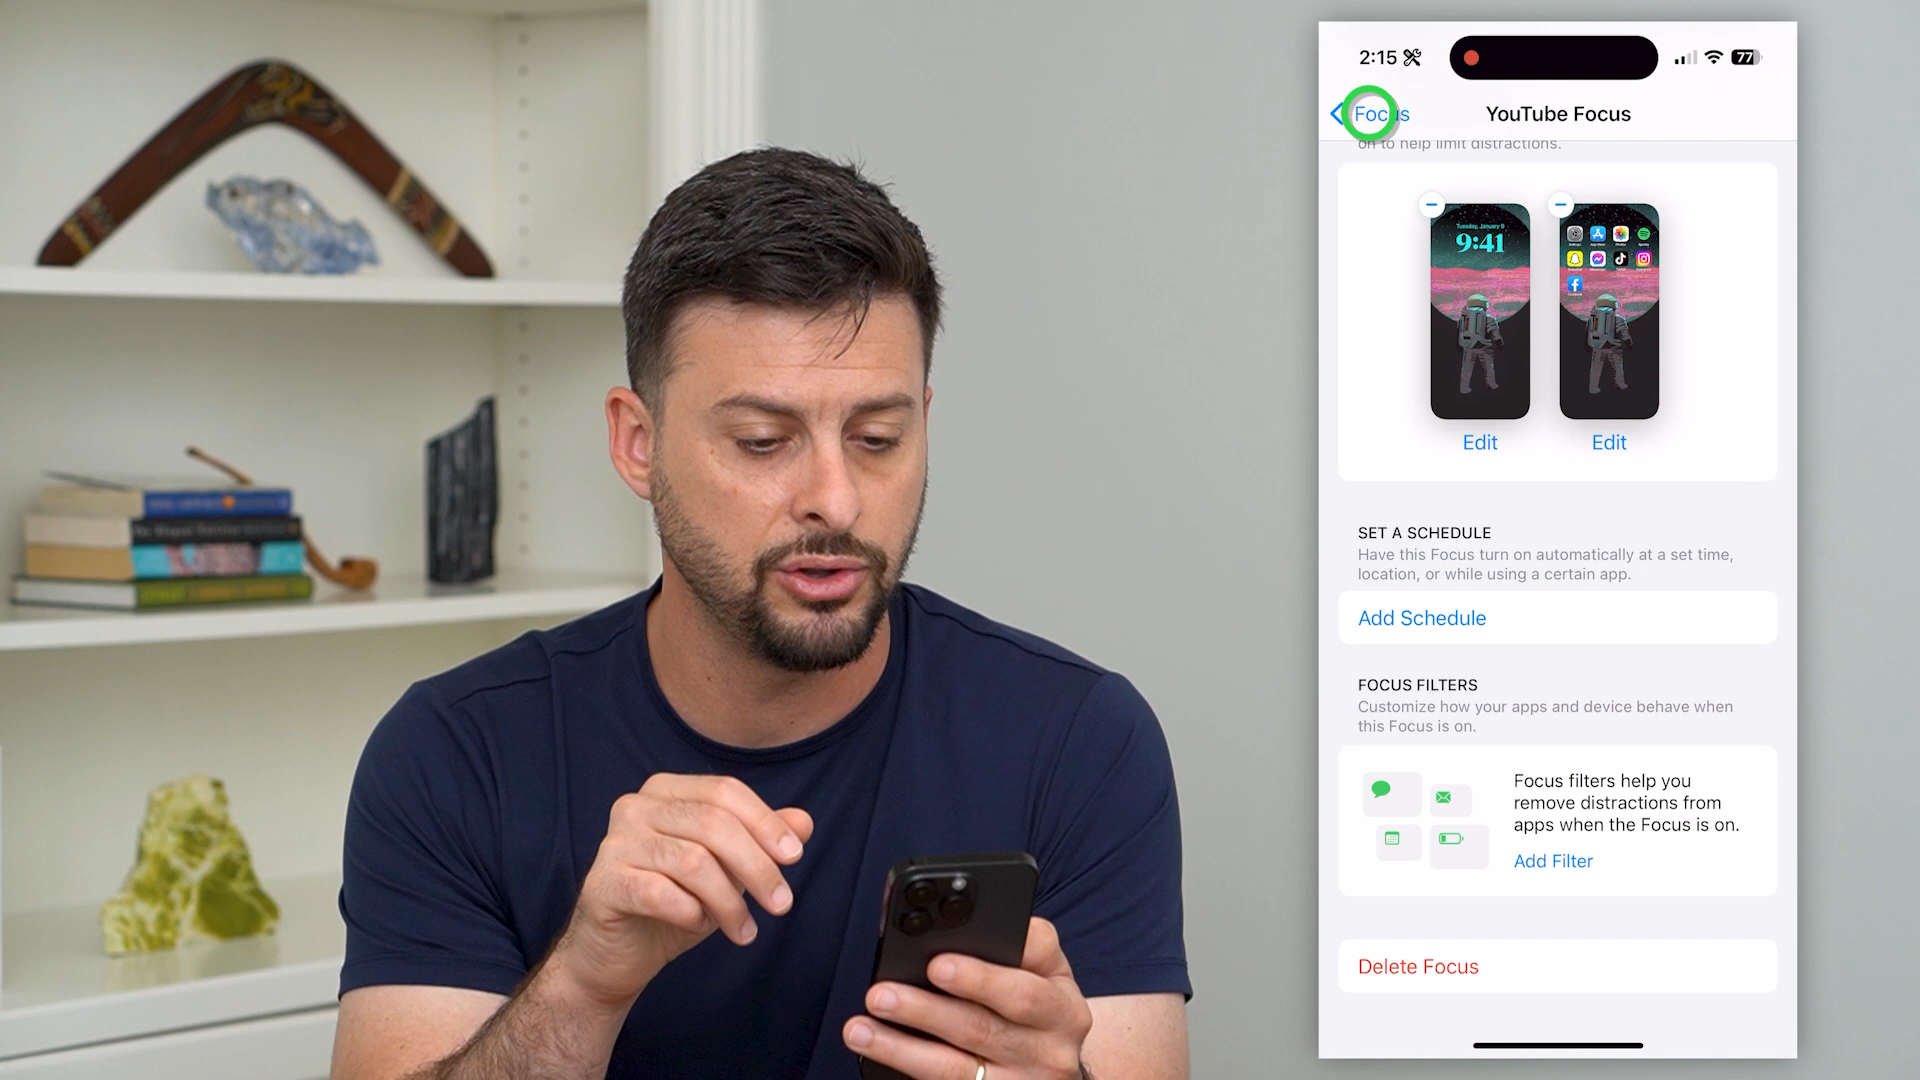 2:15
77
Focus
YouTube Focus
on to help limit distractions.
Tuesday, January 9
9:41
Edit
Edit
SET A SCHEDULE
Have this Focus turn on automatically at a set time,
location, or while using a certain app.
Add Schedule
FOCUS FILTERS
Customize how your apps and device behave when
this Focus is on.
Focus filters help you
remove distractions from
apps when the Focus is on.
Add Filter
Delete Focus